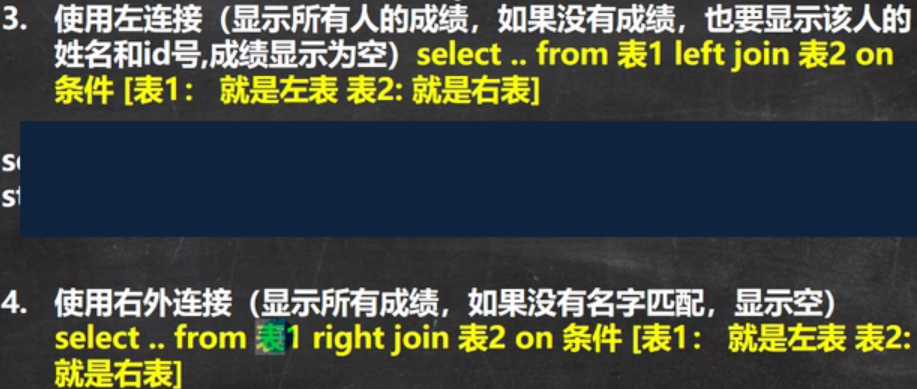 3. 使用左连接（显示所有人的成绩，如果没有成绩，也要显示该人的
姓名和id号,成绩显示为空）select .. from 表1 left join 表2 on
条件 [表1： 就是左表 表2: 就是右表]
4. 使用右外连接（显示所有成绩，如果没有名字匹配，显示空）
select .. from 表1 right join 表2 on 条件 [表1： 就是左表 表2:
就是右表]